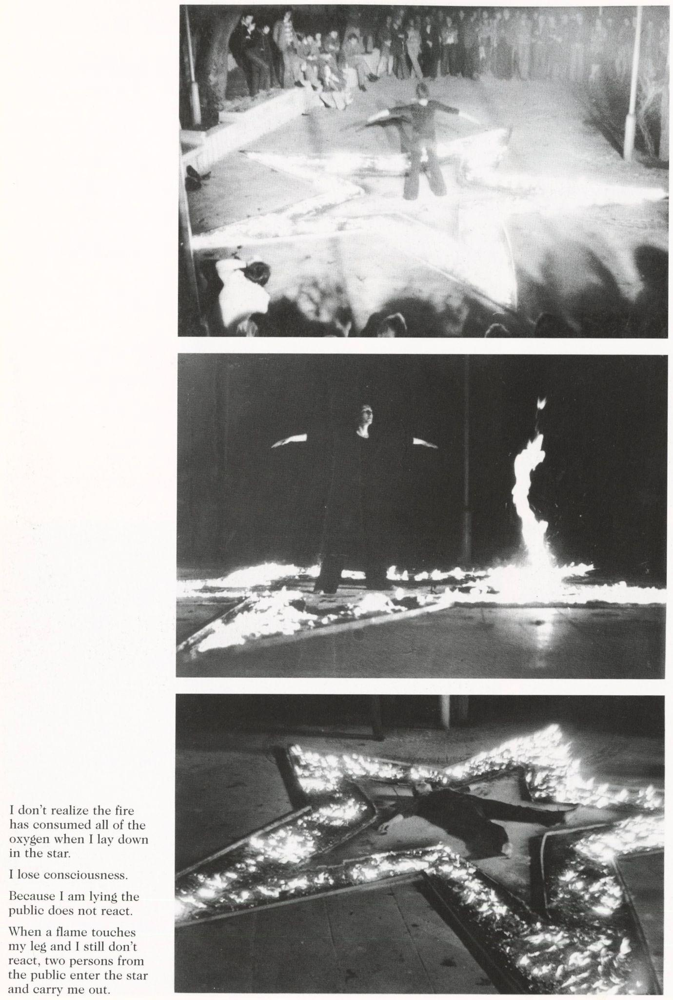 I don't realize the fire
has consumed all of the
oxygen when I lay down
in the star.
I lose consciousness.
Because I am lying the
public does not react.
When a flame touches
my leg and I still don't
react, two persons from
the public enter the star
and carry me out.